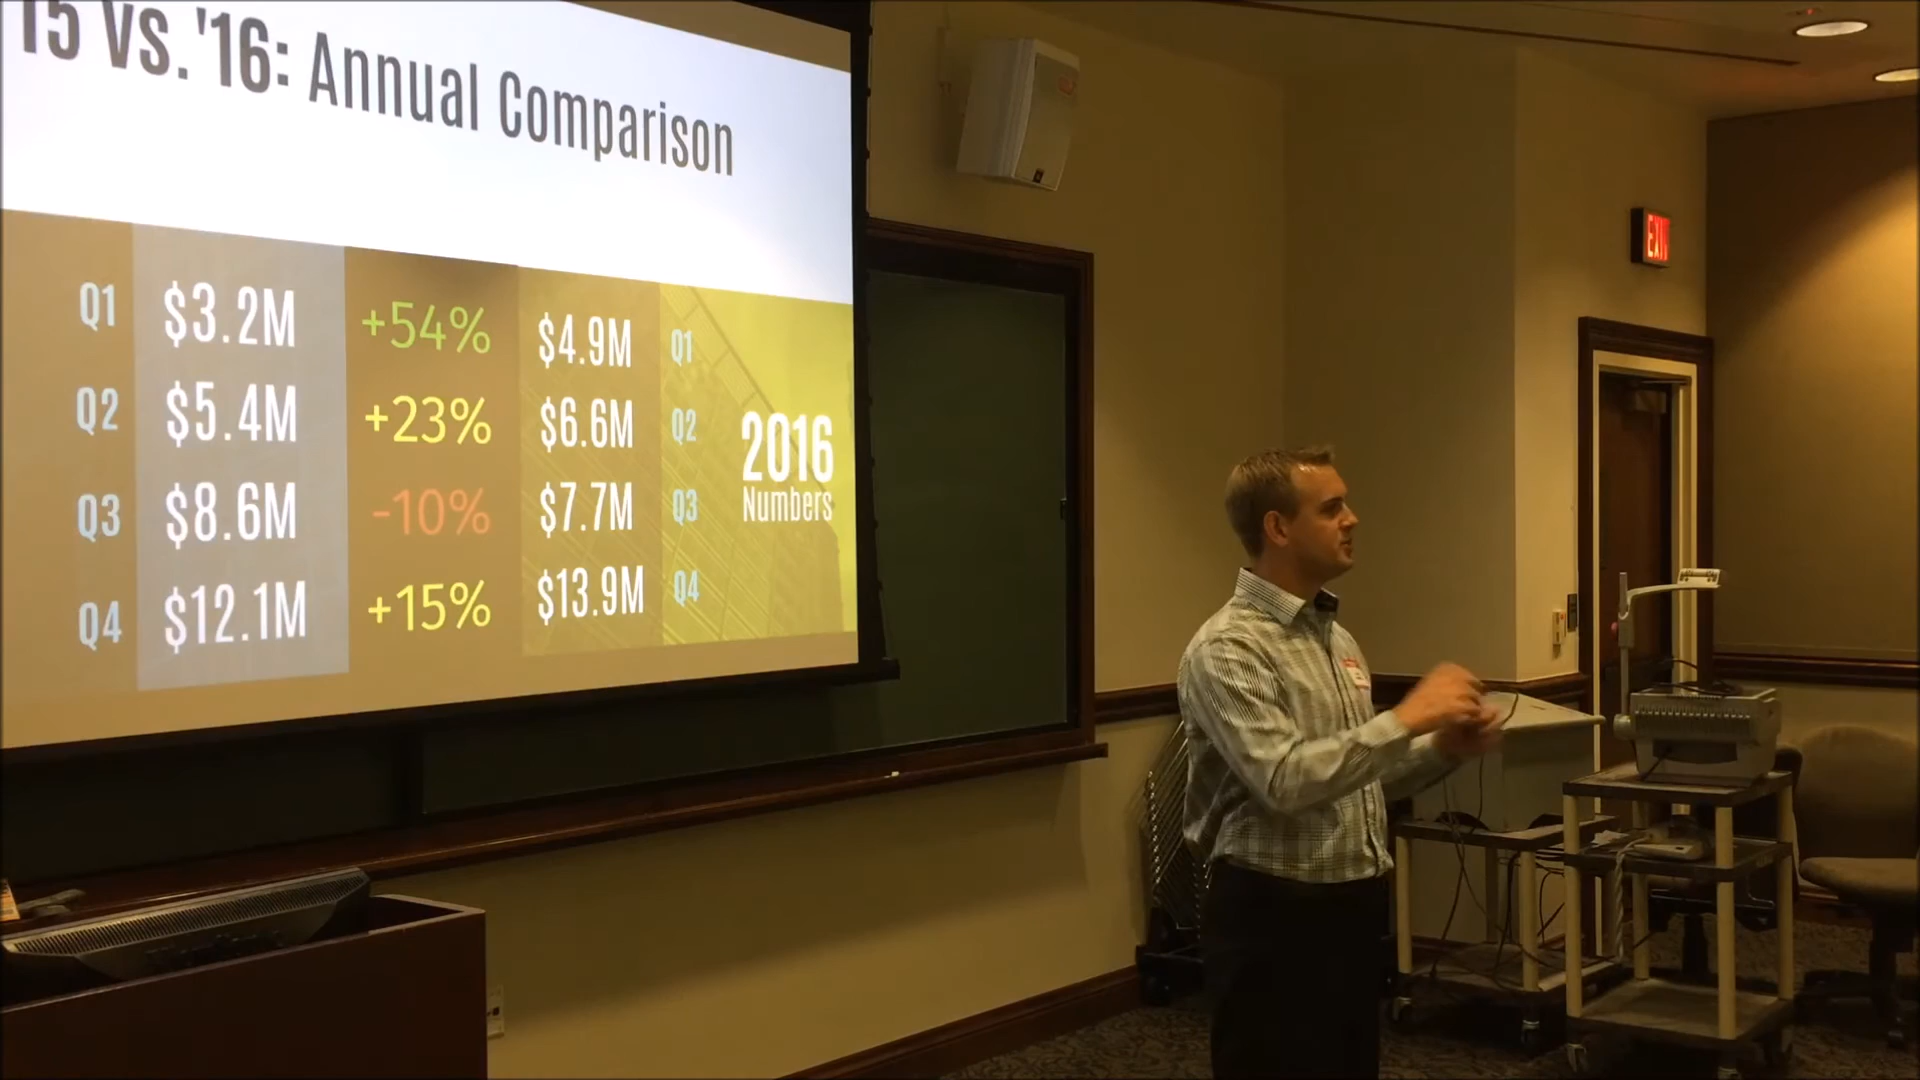 15 vs. '16: Annual Comparison
Q1 $3.2M +54% $4.9M Q1
Q2 $5.4M +23% $6.6M Q2
Q3 $8.6M -10% $7.7M Q3
Q4 $12.1M +15% $13.9M Q4
2016
Numbers
EXIT